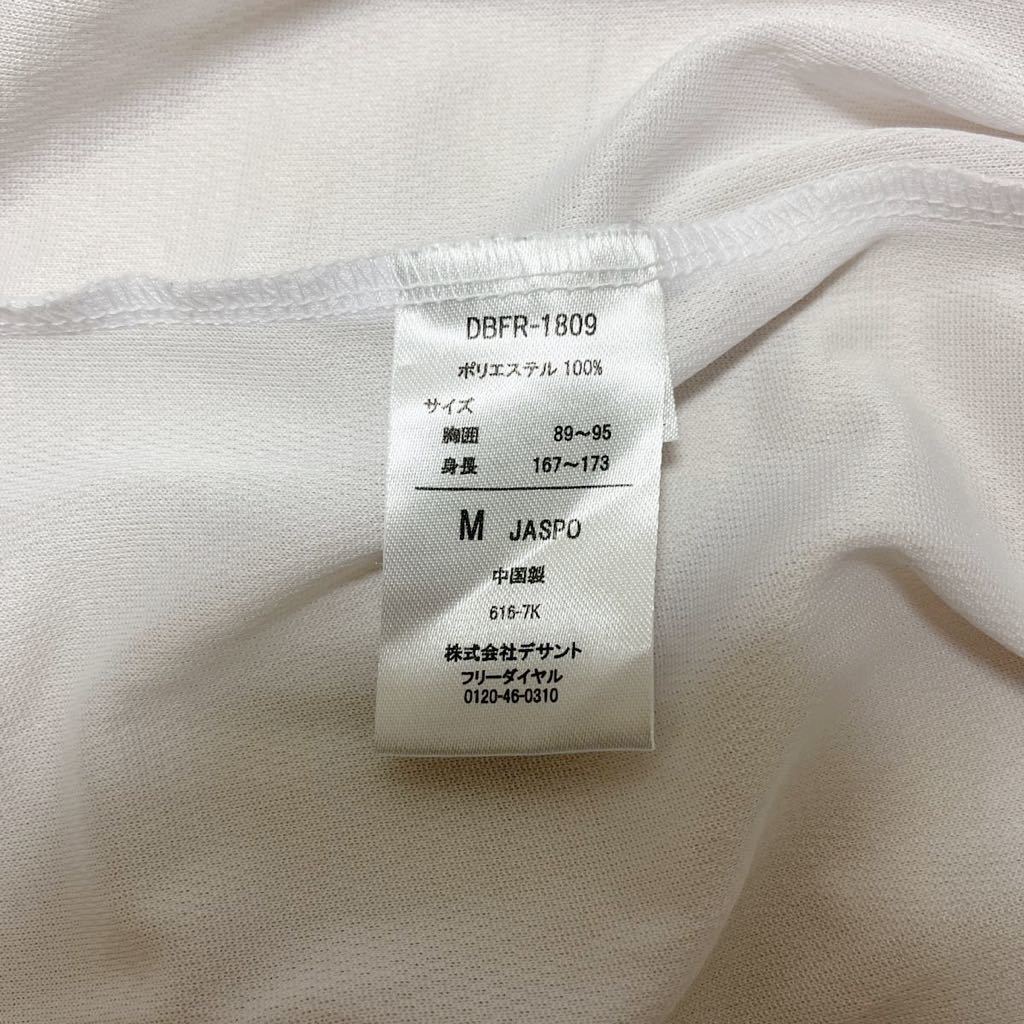 DBFR-1809
ポリエステル 100%
サイズ
胸囲 89～95
身長 167～173
M JASPO
中国製
616-7K
株式会社デサント
フリーダイヤル
0120-46-0310